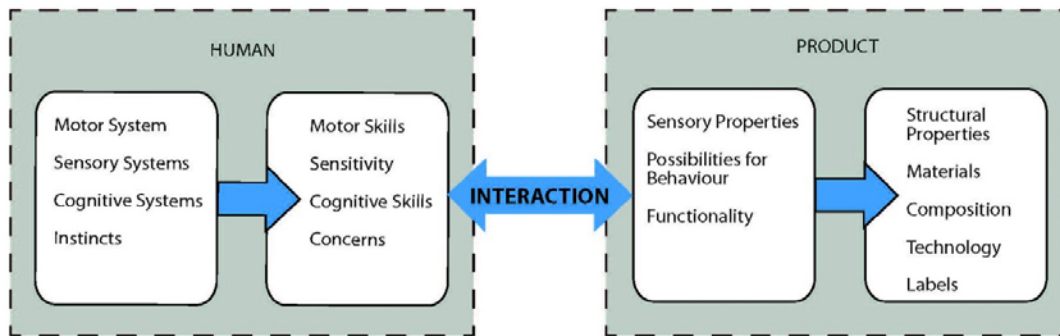 HUMAN
Motor System
Sensory Systems
Cognitive Systems
Instincts
Motor Skills
Sensitivity
Cognitive Skills
Concerns
INTERACTION
PRODUCT
Sensory Properties
Possibilities for
Behaviour
Functionality
Structural
Properties
Materials
Composition
Technology
Labels